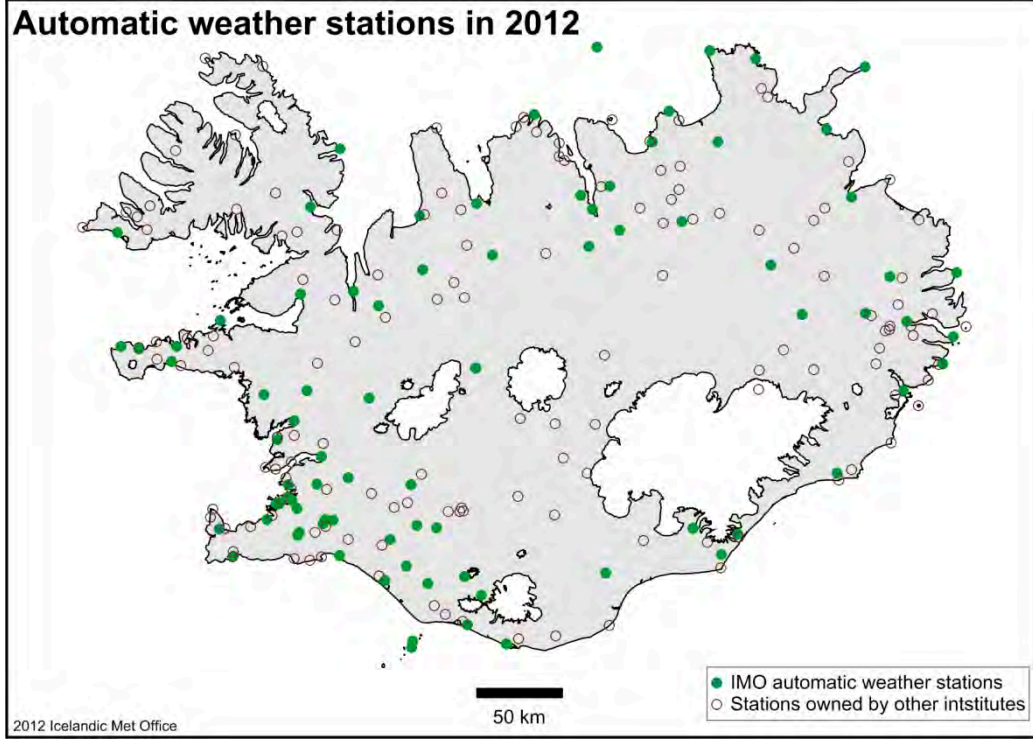 Automatic weather stations in 2012
IMO automatic weather stations
Stations owned by other intstitutes
50 km
2012 Icelandic Met Office